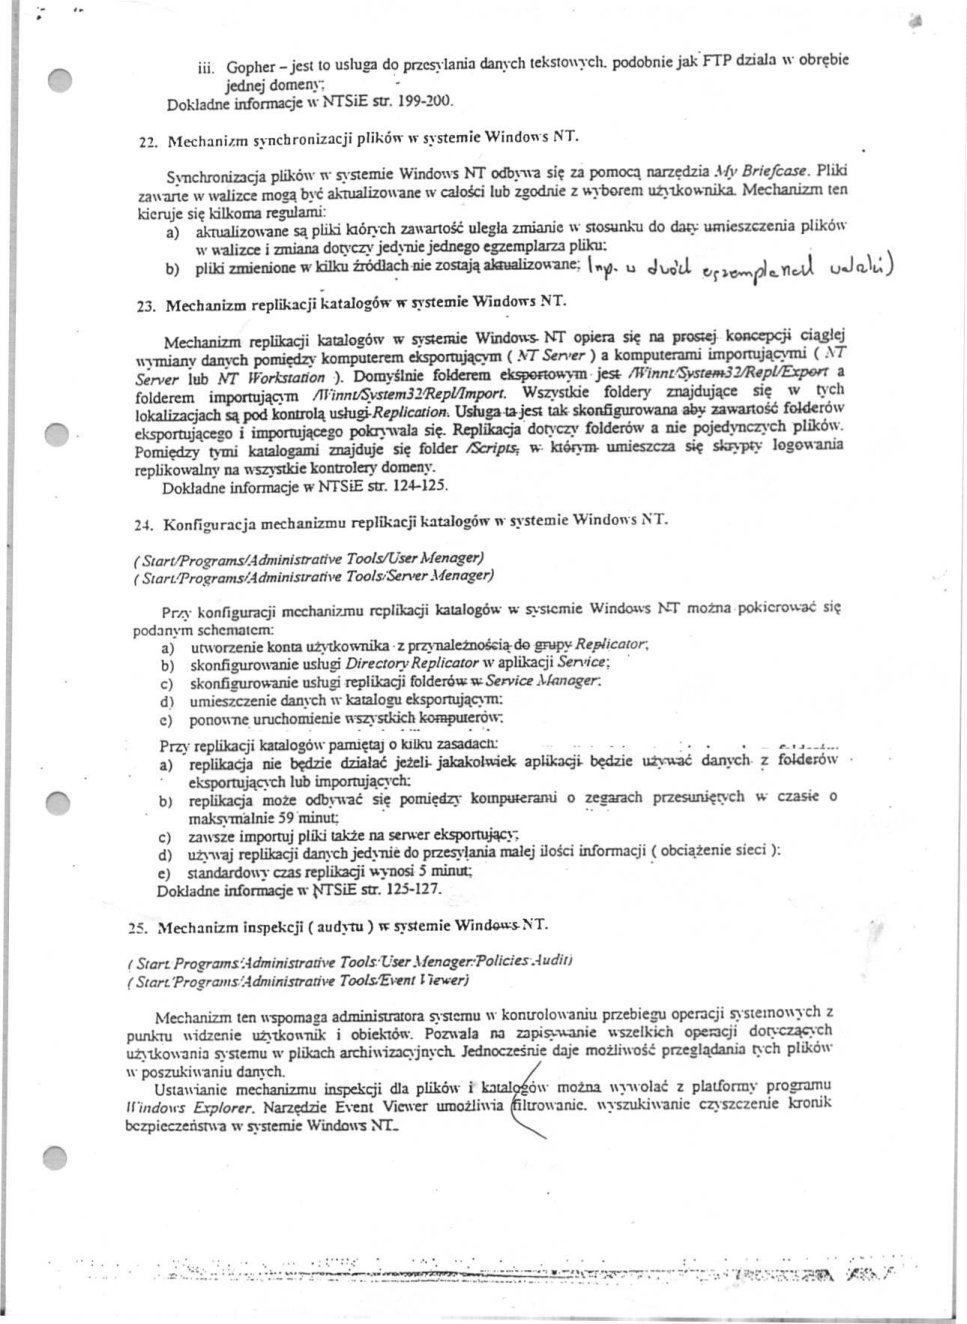 iii. Gopher – jest to usługa do przesylania danych tekstowych. podobnie jak FTP dziala w obrębie
jednej domeny;
Dokladne informacje w NTSiE str. 199-200.
22. Mechanizm synchronizacji plików w systemie Windows NT.
Synchronizacja plików w systemie Windows NT odbywa się za pomocą narzędzia My Briefcase. Pliki
zawarte w walizce mogą być aktualizowane w calości lub zgodnie z wyborem użytkownika. Mechanizm ten
kieruje się kilkoma regulami:
a) aktualizowane są pliki których zawartość uległa zmianie w stosunku do daty umieszczenia plików
w walizce i zmiana dotyczy jedynie jednego egzemplarza pliku:
b) pliki zmienione w kilku źródlach nie zostają aktualizowane; (np. w dwóch egzemplarzach walizki)
23. Mechanizm replikacji katalogów w systemie Windows NT.
Mechanizm replikacji katalogów w systemie Windows NT opiera się na prostej koncepcji ciąglej
wymiany danych pomiędzy komputerem eksportującym ( NT Server ) a komputerami importującymi ( NT
Server lub NT Workstation ). Domyślnie folderem eksportowym jest /Winnt/System32/Repl/Export a
folderem importującym /Winnt/System32/Repl/Import. Wszystkie foldery znajdujące się w tych
lokalizacjach są pod kontrolą usługi Replication. Usługa ta jest tak skonfigurowana aby zawartość folderów
eksportującego i importującego pokrywala się. Replikacja dotyczy folderów a nie pojedynczych plików.
Pomiędzy tymi katalogami znajduje się folder /Scripts, w którym umieszcza się skrypty logowania
replikowalny na wszystkie kontrolery domeny.
Dokladne informacje w NTSiE str. 124-125.
24. Konfiguracja mechanizmu replikacji katalogów w systemie Windows NT.
( Start/Programs/Administrative Tools/User Menager)
( Start/Programs/Administrative Tools/Server Menager)
Przy konfiguracji mechanizmu replikacji katalogów w systemie Windows NT można pokierować się
podanym schematem:
a) utworzenie konta użytkownika z przynależnością do grupy Replicator;
b) skonfigurowanie usługi Directory Replicator w aplikacji Service;
c) skonfigurowanie usługi replikacji folderów w Service Manager;
d) umieszczenie danych w katalogu eksportującym:
e) ponowne uruchomienie wszystkich komputerów:
Przy replikacji katalogów pamiętaj o kilku zasadach:
a) replikacja nie będzie działać jeżeli jakakolwiek aplikacji będzie używać danych z folderów
eksportujących lub importujących:
b) replikacja może odbywać się pomiędzy komputerami o zegarach przesuniętych w czasie o
maksymalnie 59 minut;
c) zawsze importuj pliki także na serwer eksportujący;
d) używaj replikacji danych jedynie do przesylania malej ilości informacji ( obciążenie sieci ):
e) standardowy czas replikacji wynosi 5 minut;
Dokladne informacje w NTSiE str. 125-127.
25. Mechanizm inspekcji ( audytu ) w systemie Windows NT.
( Start/Programs/Administrative Tools/User Menager/Policies/Audit)
( Start/Programs/Administrative Tools/Event Viewer)
Mechanizm ten wspomaga administratora systemu w kontrolowaniu przebiegu operacji systemowych z
punktu widzenie użytkownik i obiektów. Pozwala na zapisywanie wszelkich operacji dotyczących
użytkowania systemu w plikach archiwizacyjnych. Jednocześnie daje możliwość przeglądania tych plików
w poszukiwaniu danych.
Ustawianie mechanizmu inspekcji dla plików i katalogów można wywolać z platformy programu
Windows Explorer. Narzędzie Event Viewer umożliwia filtrowanie. wyszukiwanie czyszczenie kronik
bezpieczeństwa w systemie Windows NT.